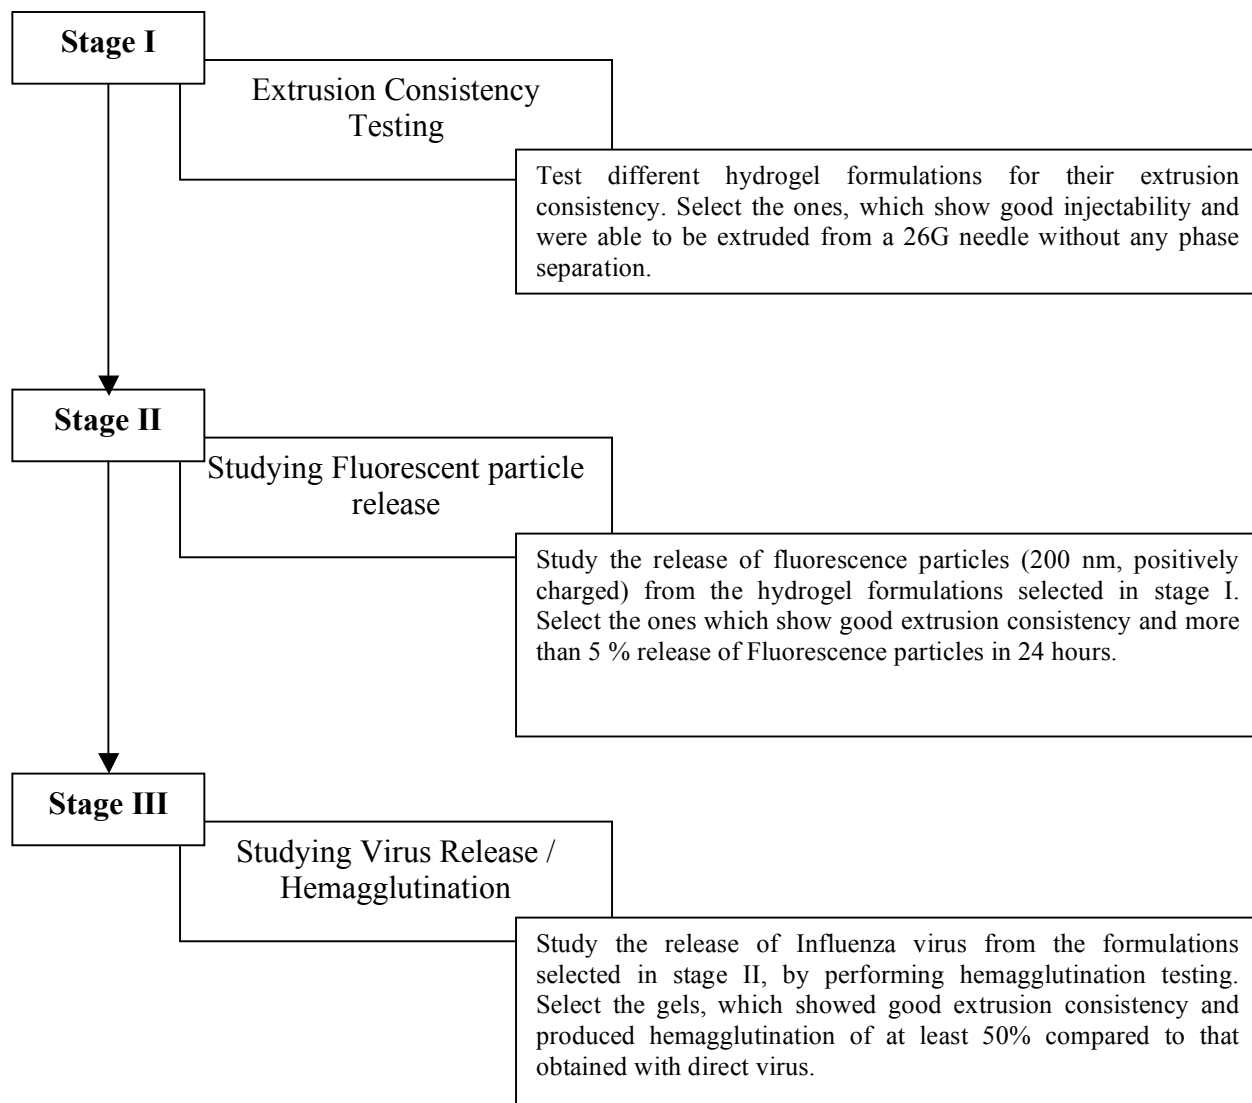 Stage I
Extrusion Consistency
Testing
Test different hydrogel formulations for their extrusion
consistency. Select the ones, which show good injectability and
were able to be extruded from a 26G needle without any phase
separation.
Stage II
Studying Fluorescent particle
release
Study the release of fluorescence particles (200 nm, positively
charged) from the hydrogel formulations selected in stage I.
Select the ones which show good extrusion consistency and more
than 5 % release of Fluorescence particles in 24 hours.
Stage III
Studying Virus Release /
Hemagglutination
Study the release of Influenza virus from the formulations
selected in stage II, by performing hemagglutination testing.
Select the gels, which showed good extrusion consistency and
produced hemagglutination of at least 50% compared to that
obtained with direct virus.